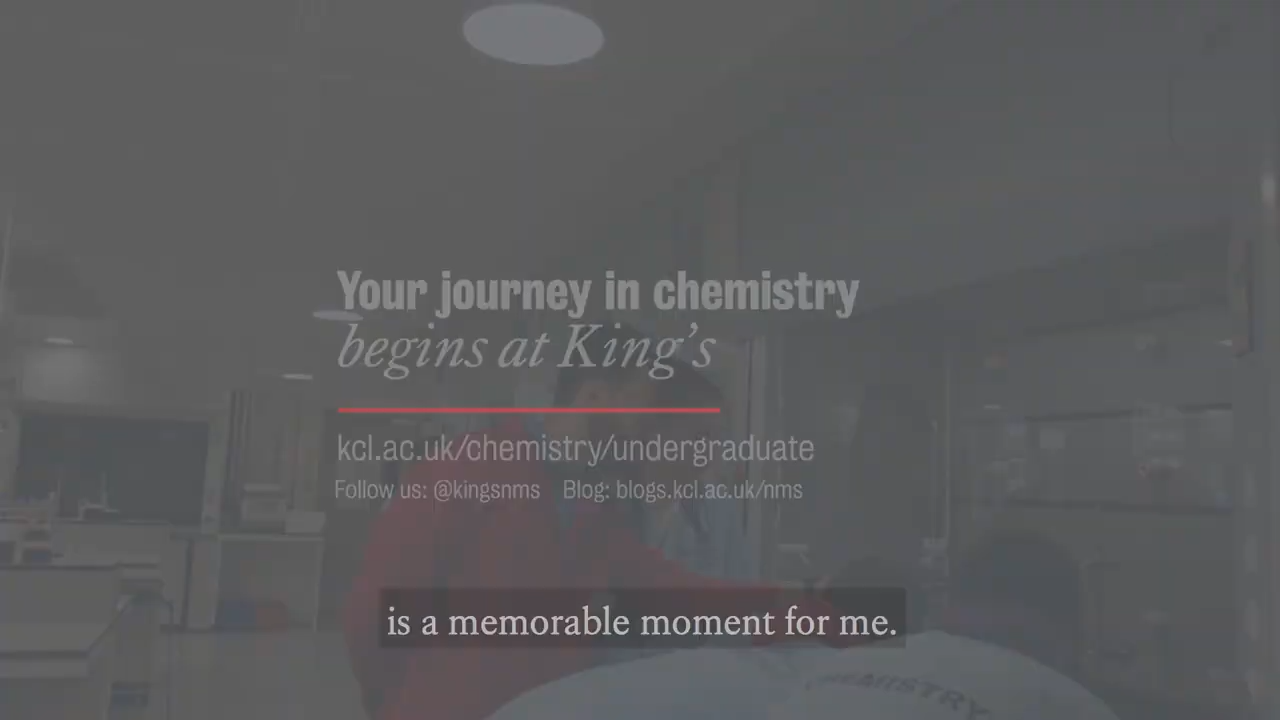 Your journey in chemistry
begins at King's
kcl.ac.uk/chemistry/undergraduate
Follow us: @kingsnms Blog: blogs.kcl.ac.uk/nms
is a memorable moment for me.
CHEMISTRY